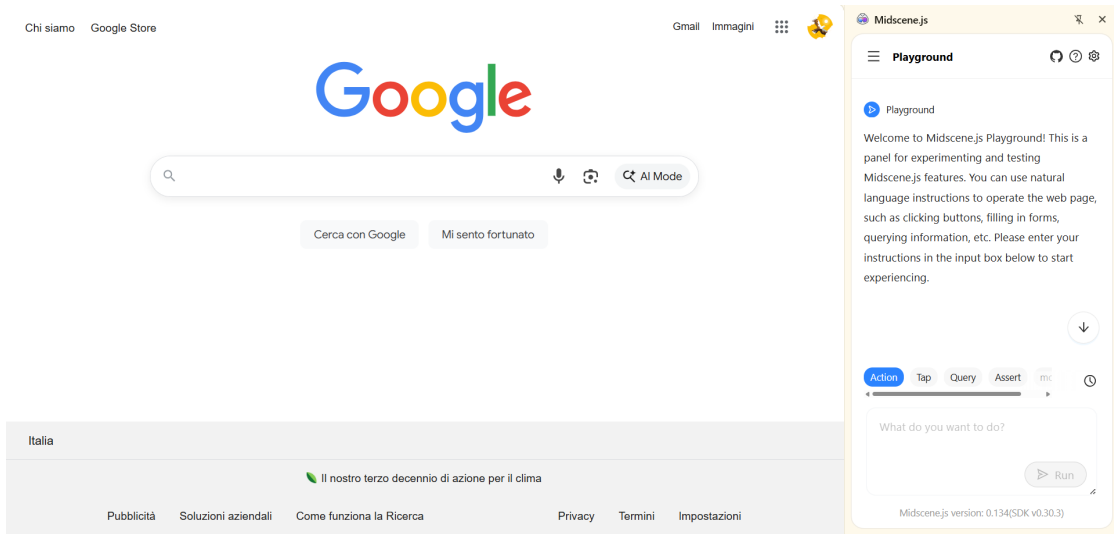 Chi siamo Google Store
Gmail Immagini
Google
AI Mode
Cerca con Google Mi sento fortunato
Italia
Il nostro terzo decennio di azione per il clima
Pubblicità Soluzioni aziendali Come funziona la Ricerca
Privacy Termini Impostazioni
Midscene.js
Playground
Playground
Welcome to Midscene.js Playground! This is a
panel for experimenting and testing
Midscene.js features. You can use natural
language instructions to operate the web page,
such as clicking buttons, filling in forms,
querying information, etc. Please enter your
instructions in the input box below to start
experiencing.
Action Tap Query Assert
What do you want to do?
Run
Midscene.js version: 0.134(SDK v0.30.3)